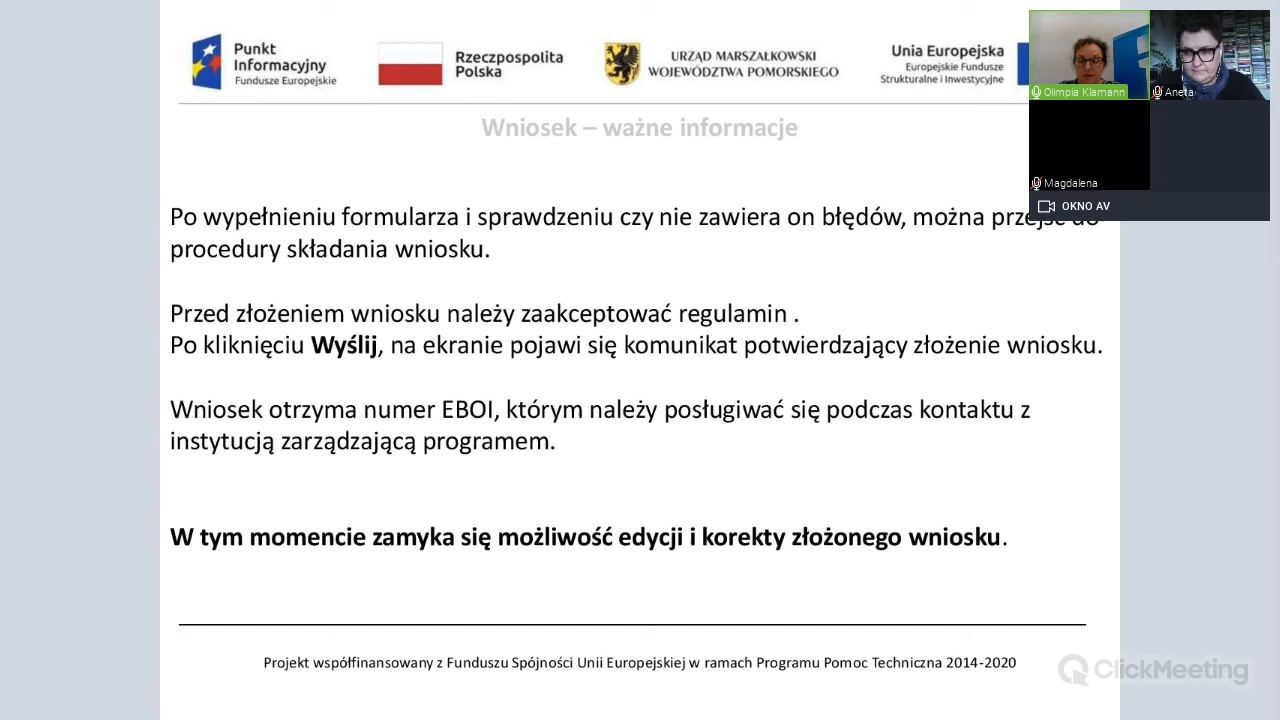 Punkt
Informacyjny
Fundusze Europejskie
Rzeczpospolita
Polska
URZĄD MARSZAŁKOWSKI
WOJEWÓDZTWA POMORSKIEGO
Unia Europejska
Europejskie Fundusze
Strukturalne i Inwestycyjne
Olimpia Klamann
Aneta
Magdalena
OKNO AV
Wniosek – ważne informacje
Po wypełnieniu formularza i sprawdzeniu czy nie zawiera on błędów, można przejść do
procedury składania wniosku.
Przed złożeniem wniosku należy zaakceptować regulamin .
Po kliknięciu Wyślij, na ekranie pojawi się komunikat potwierdzający złożenie wniosku.
Wniosek otrzyma numer EBOI, którym należy posługiwać się podczas kontaktu z
instytucją zarządzającą programem.
W tym momencie zamyka się możliwość edycji i korekty złożonego wniosku.
Projekt współfinansowany z Funduszu Spójności Unii Europejskiej w ramach Programu Pomoc Techniczna 2014-2020
ClickMeeting